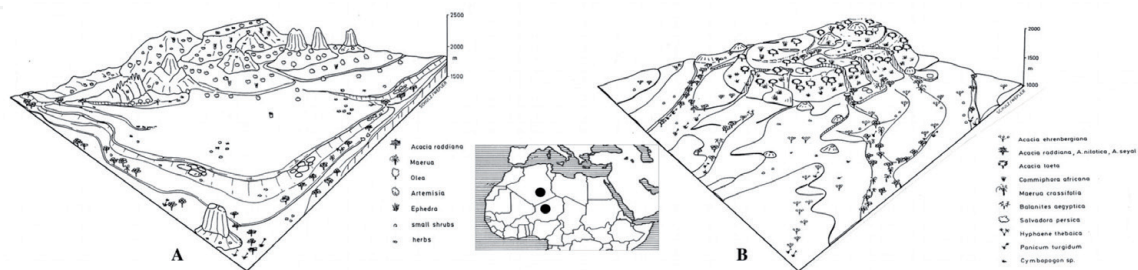 2500
2000
m
1500
Acacia raddiana
Maerua
Olea
Artemisia
Ephedra
small shrubs
herbs
A
2000
m
1000
Acacia ehrenbergiana
Acacia raddiana, A. nilotica, A. seyal
Acacia laeta
Commiphora africana
Maerua crassifolia
Balanites aegyptica
Salvadora persica
Hyphaene thebaica
Panicum turgidum
Cymbopogon sp.
B